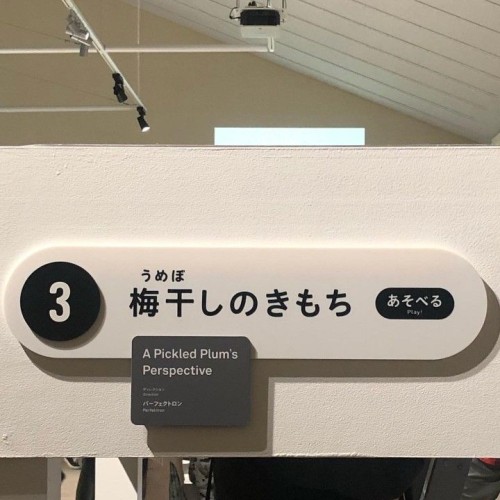 3
うめぼ
梅干しのきもち
あそべる
Play!
A Pickled Plum's
Perspective
パーフェクトロン
Perfektron